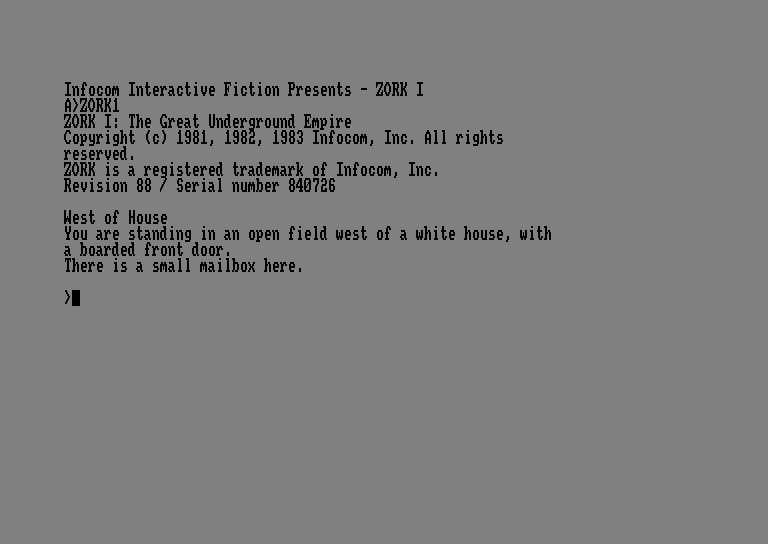 Infocom Interactive Fiction Presents - ZORK I
A>ZORK1
ZORK I: The Great Underground Empire
Copyright (c) 1981, 1982, 1983 Infocom, Inc. All rights
reserved.
ZORK is a registered trademark of Infocom, Inc.
Revision 88 / Serial number 840726
West of House
You are standing in an open field west of a white house, with
a boarded front door.
There is a small mailbox here.
>